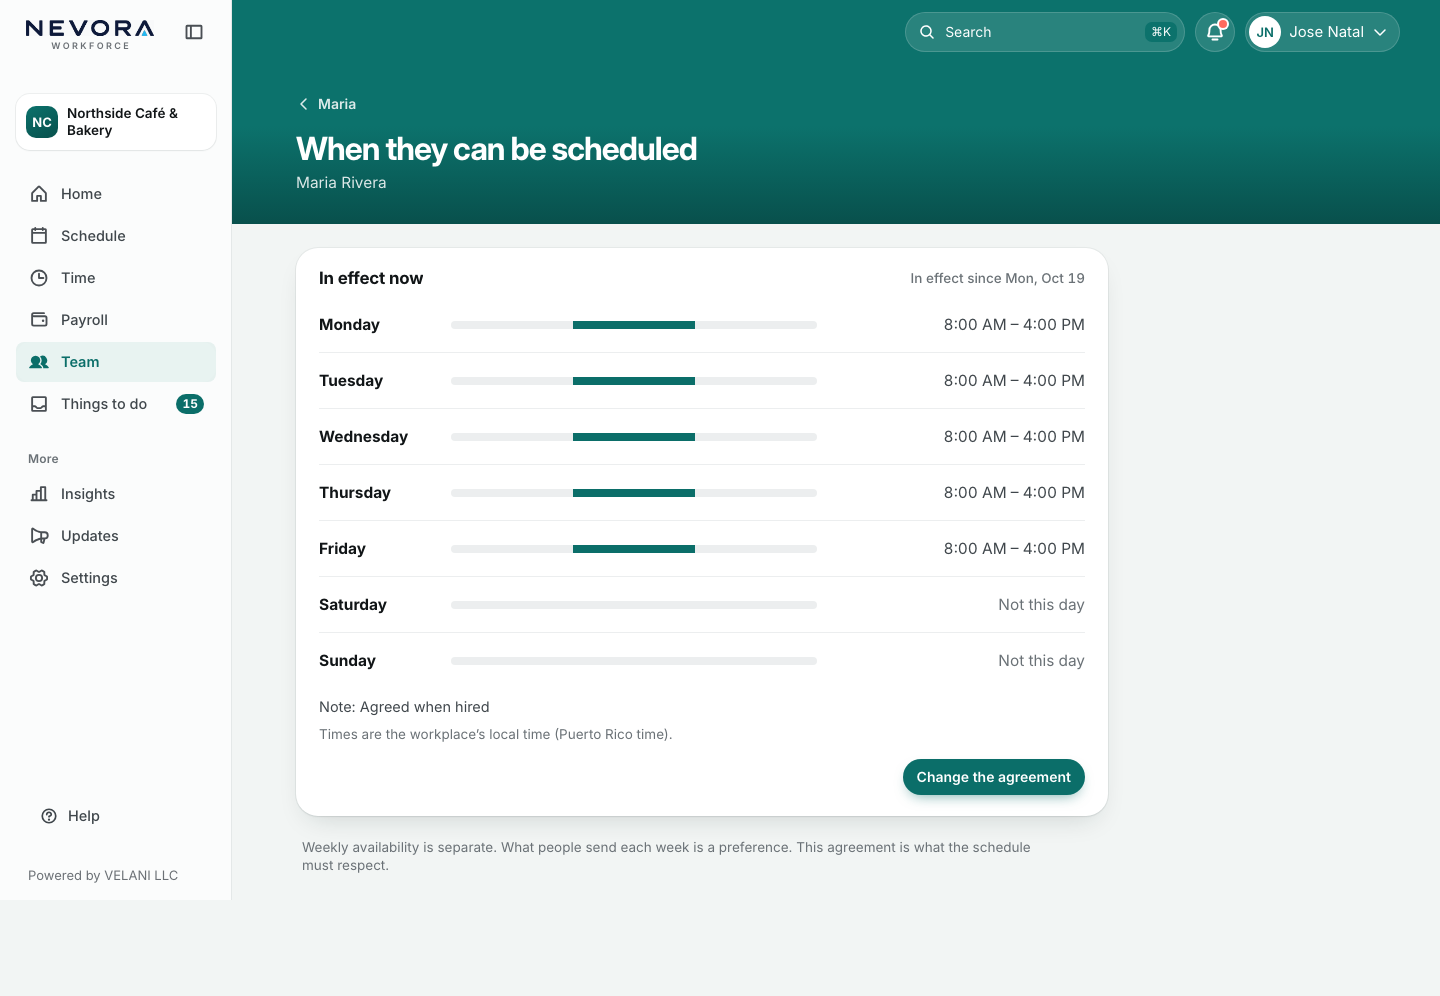 NEVORA
WORKFORCE
Search
⌘K
JN
Jose Natal
NC
Northside Café &
Bakery
Home
Schedule
Time
Payroll
Team
Things to do
15
More
Insights
Updates
Settings
Help
Powered by VELANI LLC
Maria
When they can be scheduled
Maria Rivera
In effect now
In effect since Mon, Oct 19
Monday
8:00 AM – 4:00 PM
Tuesday
8:00 AM – 4:00 PM
Wednesday
8:00 AM – 4:00 PM
Thursday
8:00 AM – 4:00 PM
Friday
8:00 AM – 4:00 PM
Saturday
Not this day
Sunday
Not this day
Note: Agreed when hired
Times are the workplace’s local time (Puerto Rico time).
Change the agreement
Weekly availability is separate. What people send each week is a preference. This agreement is what the schedule
must respect.